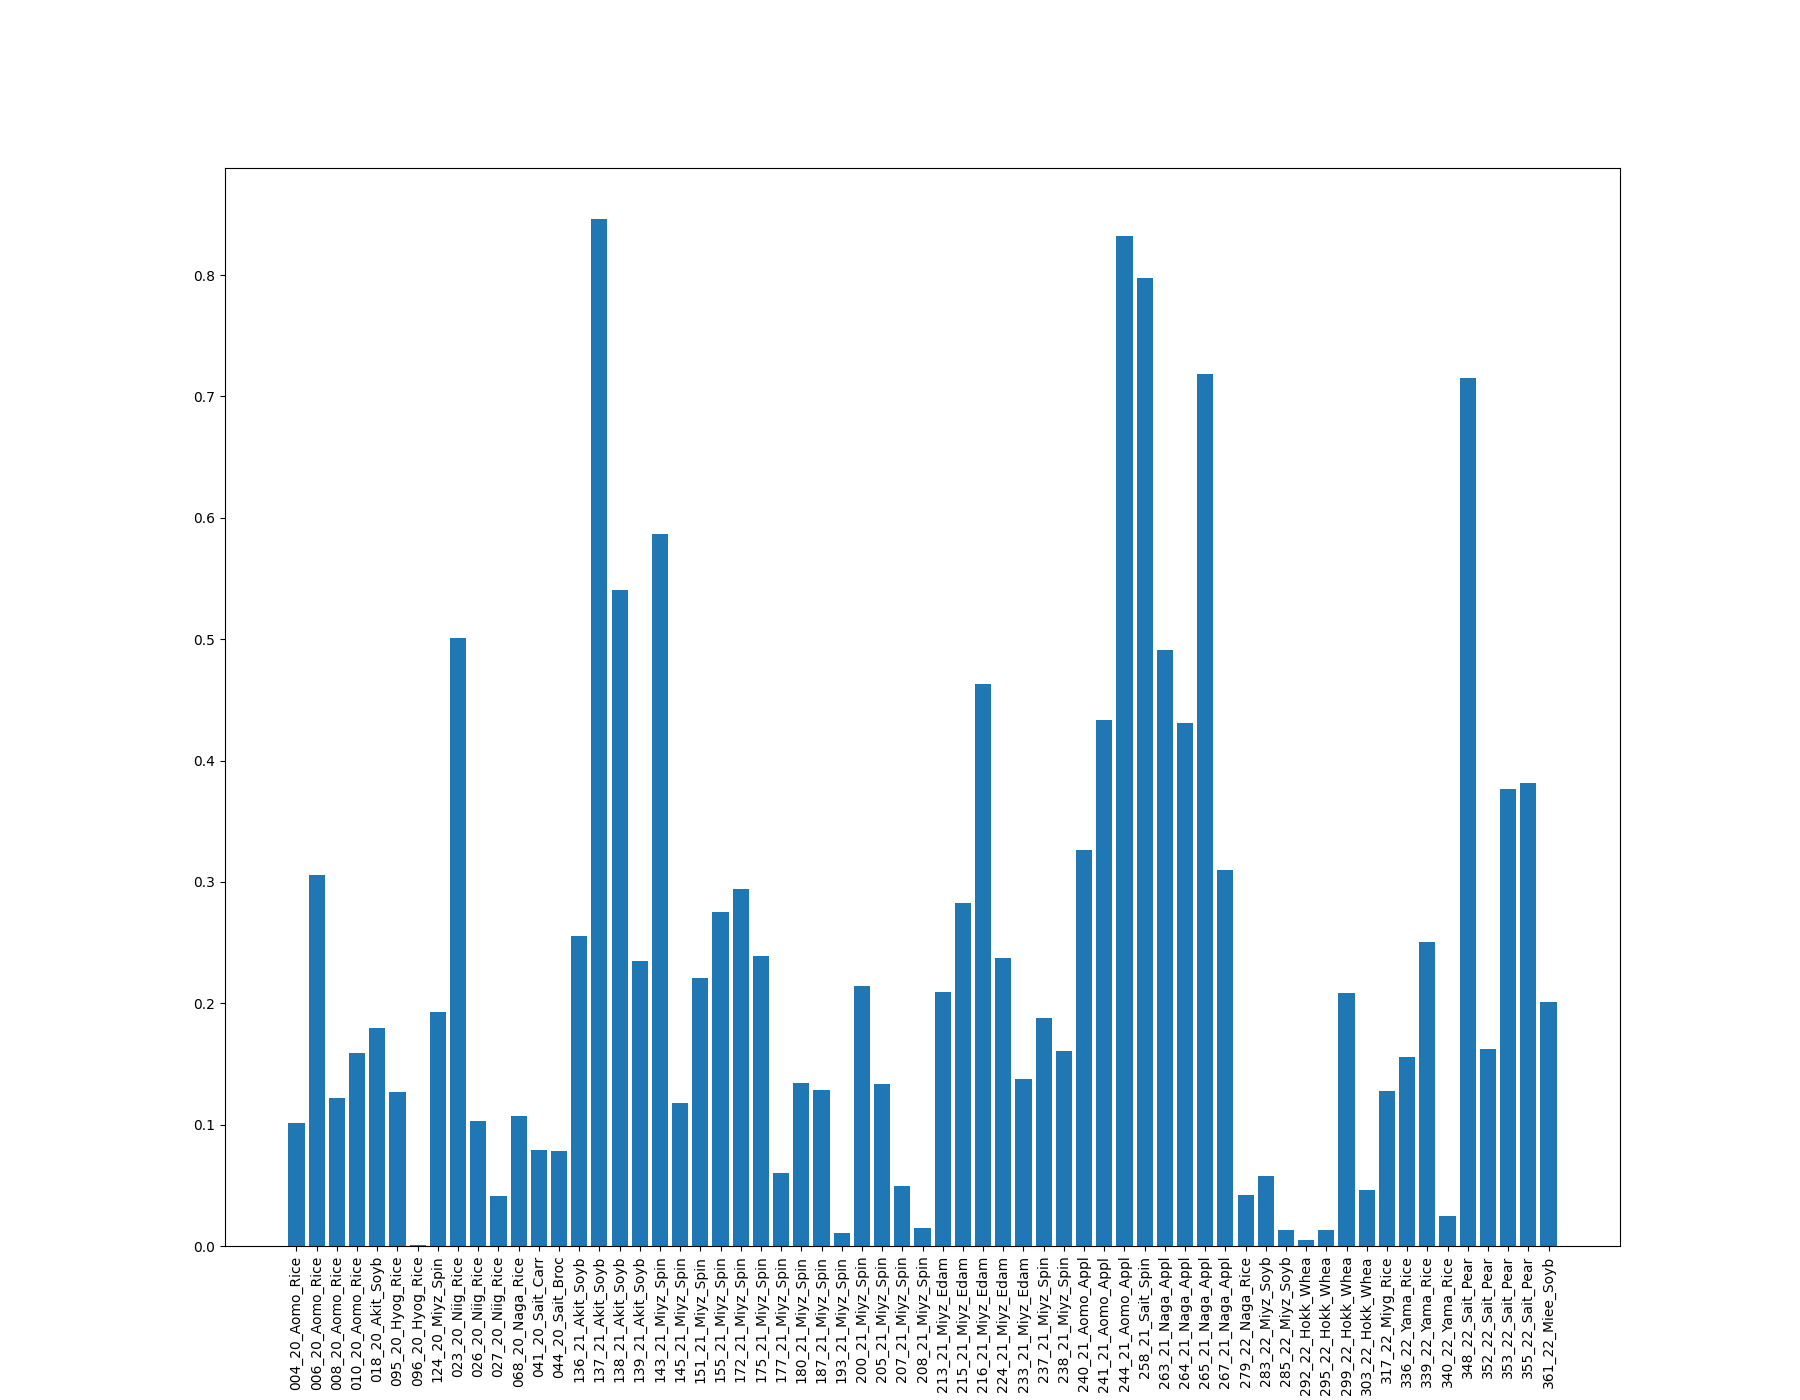 0.8
0.7
0.6
0.5
0.4
0.3
0.2
0.1
0.0
004_20_Aomo_Rice
006_20_Aomo_Rice
008_20_Aomo_Rice
010_20_Aomo_Rice
018_20_Akit_Soyb
095_20_Hyog_Rice
096_20_Hyog_Rice
124_20_Miyz_Spin
023_20_Niig_Rice
026_20_Niig_Rice
027_20_Niig_Rice
068_20_Naga_Rice
041_20_Sait_Carr
044_20_Sait_Broc
136_21_Akit_Soyb
137_21_Akit_Soyb
138_21_Akit_Soyb
139_21_Akit_Soyb
143_21_Miyz_Spin
145_21_Miyz_Spin
151_21_Miyz_Spin
155_21_Miyz_Spin
172_21_Miyz_Spin
175_21_Miyz_Spin
177_21_Miyz_Spin
180_21_Miyz_Spin
187_21_Miyz_Spin
193_21_Miyz_Spin
200_21_Miyz_Spin
205_21_Miyz_Spin
207_21_Miyz_Spin
208_21_Miyz_Spin
213_21_Miyz_Edam
215_21_Miyz_Edam
216_21_Miyz_Edam
224_21_Miyz_Edam
233_21_Miyz_Edam
237_21_Miyz_Spin
238_21_Miyz_Spin
240_21_Aomo_Appl
241_21_Aomo_Appl
244_21_Aomo_Appl
258_21_Sait_Spin
263_21_Naga_Appl
264_21_Naga_Appl
265_21_Naga_Appl
267_21_Naga_Appl
279_22_Naga_Rice
283_22_Miyz_Soyb
285_22_Miyz_Soyb
292_22_Hokk_Whea
295_22_Hokk_Whea
299_22_Hokk_Whea
303_22_Hokk_Whea
317_22_Miyg_Rice
336_22_Yama_Rice
339_22_Yama_Rice
340_22_Yama_Rice
348_22_Sait_Pear
352_22_Sait_Pear
353_22_Sait_Pear
355_22_Sait_Pear
361_22_Miee_Soyb